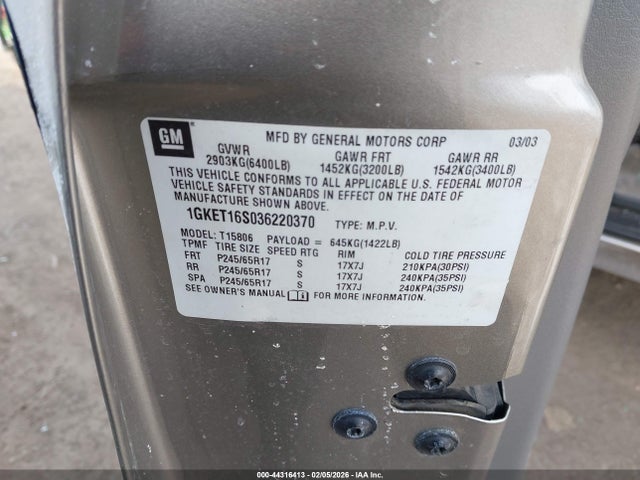 GM
MFD BY GENERAL MOTORS CORP 03/03
GVWR GAWR FRT GAWR RR
2903KG(6400LB) 1452KG(3200LB) 1542KG(3400LB)
THIS VEHICLE CONFORMS TO ALL APPLICABLE U.S. FEDERAL MOTOR
VEHICLE SAFETY STANDARDS IN EFFECT ON THE DATE OF
MANUFACTURE SHOWN ABOVE.
1GKET16S036220370 TYPE: M.P.V.
MODEL: T15806 PAYLOAD = 645KG(1422LB)
TPMF TIRE SIZE SPEED RTG RIM COLD TIRE PRESSURE
FRT P245/65R17 S 17X7J 210KPA(30PSI)
RR P245/65R17 S 17X7J 240KPA(35PSI)
SPA P245/65R17 S 17X7J 240KPA(35PSI)
SEE OWNER'S MANUAL FOR MORE INFORMATION.
000-44316413 - 02/05/2026 - IAA Inc.